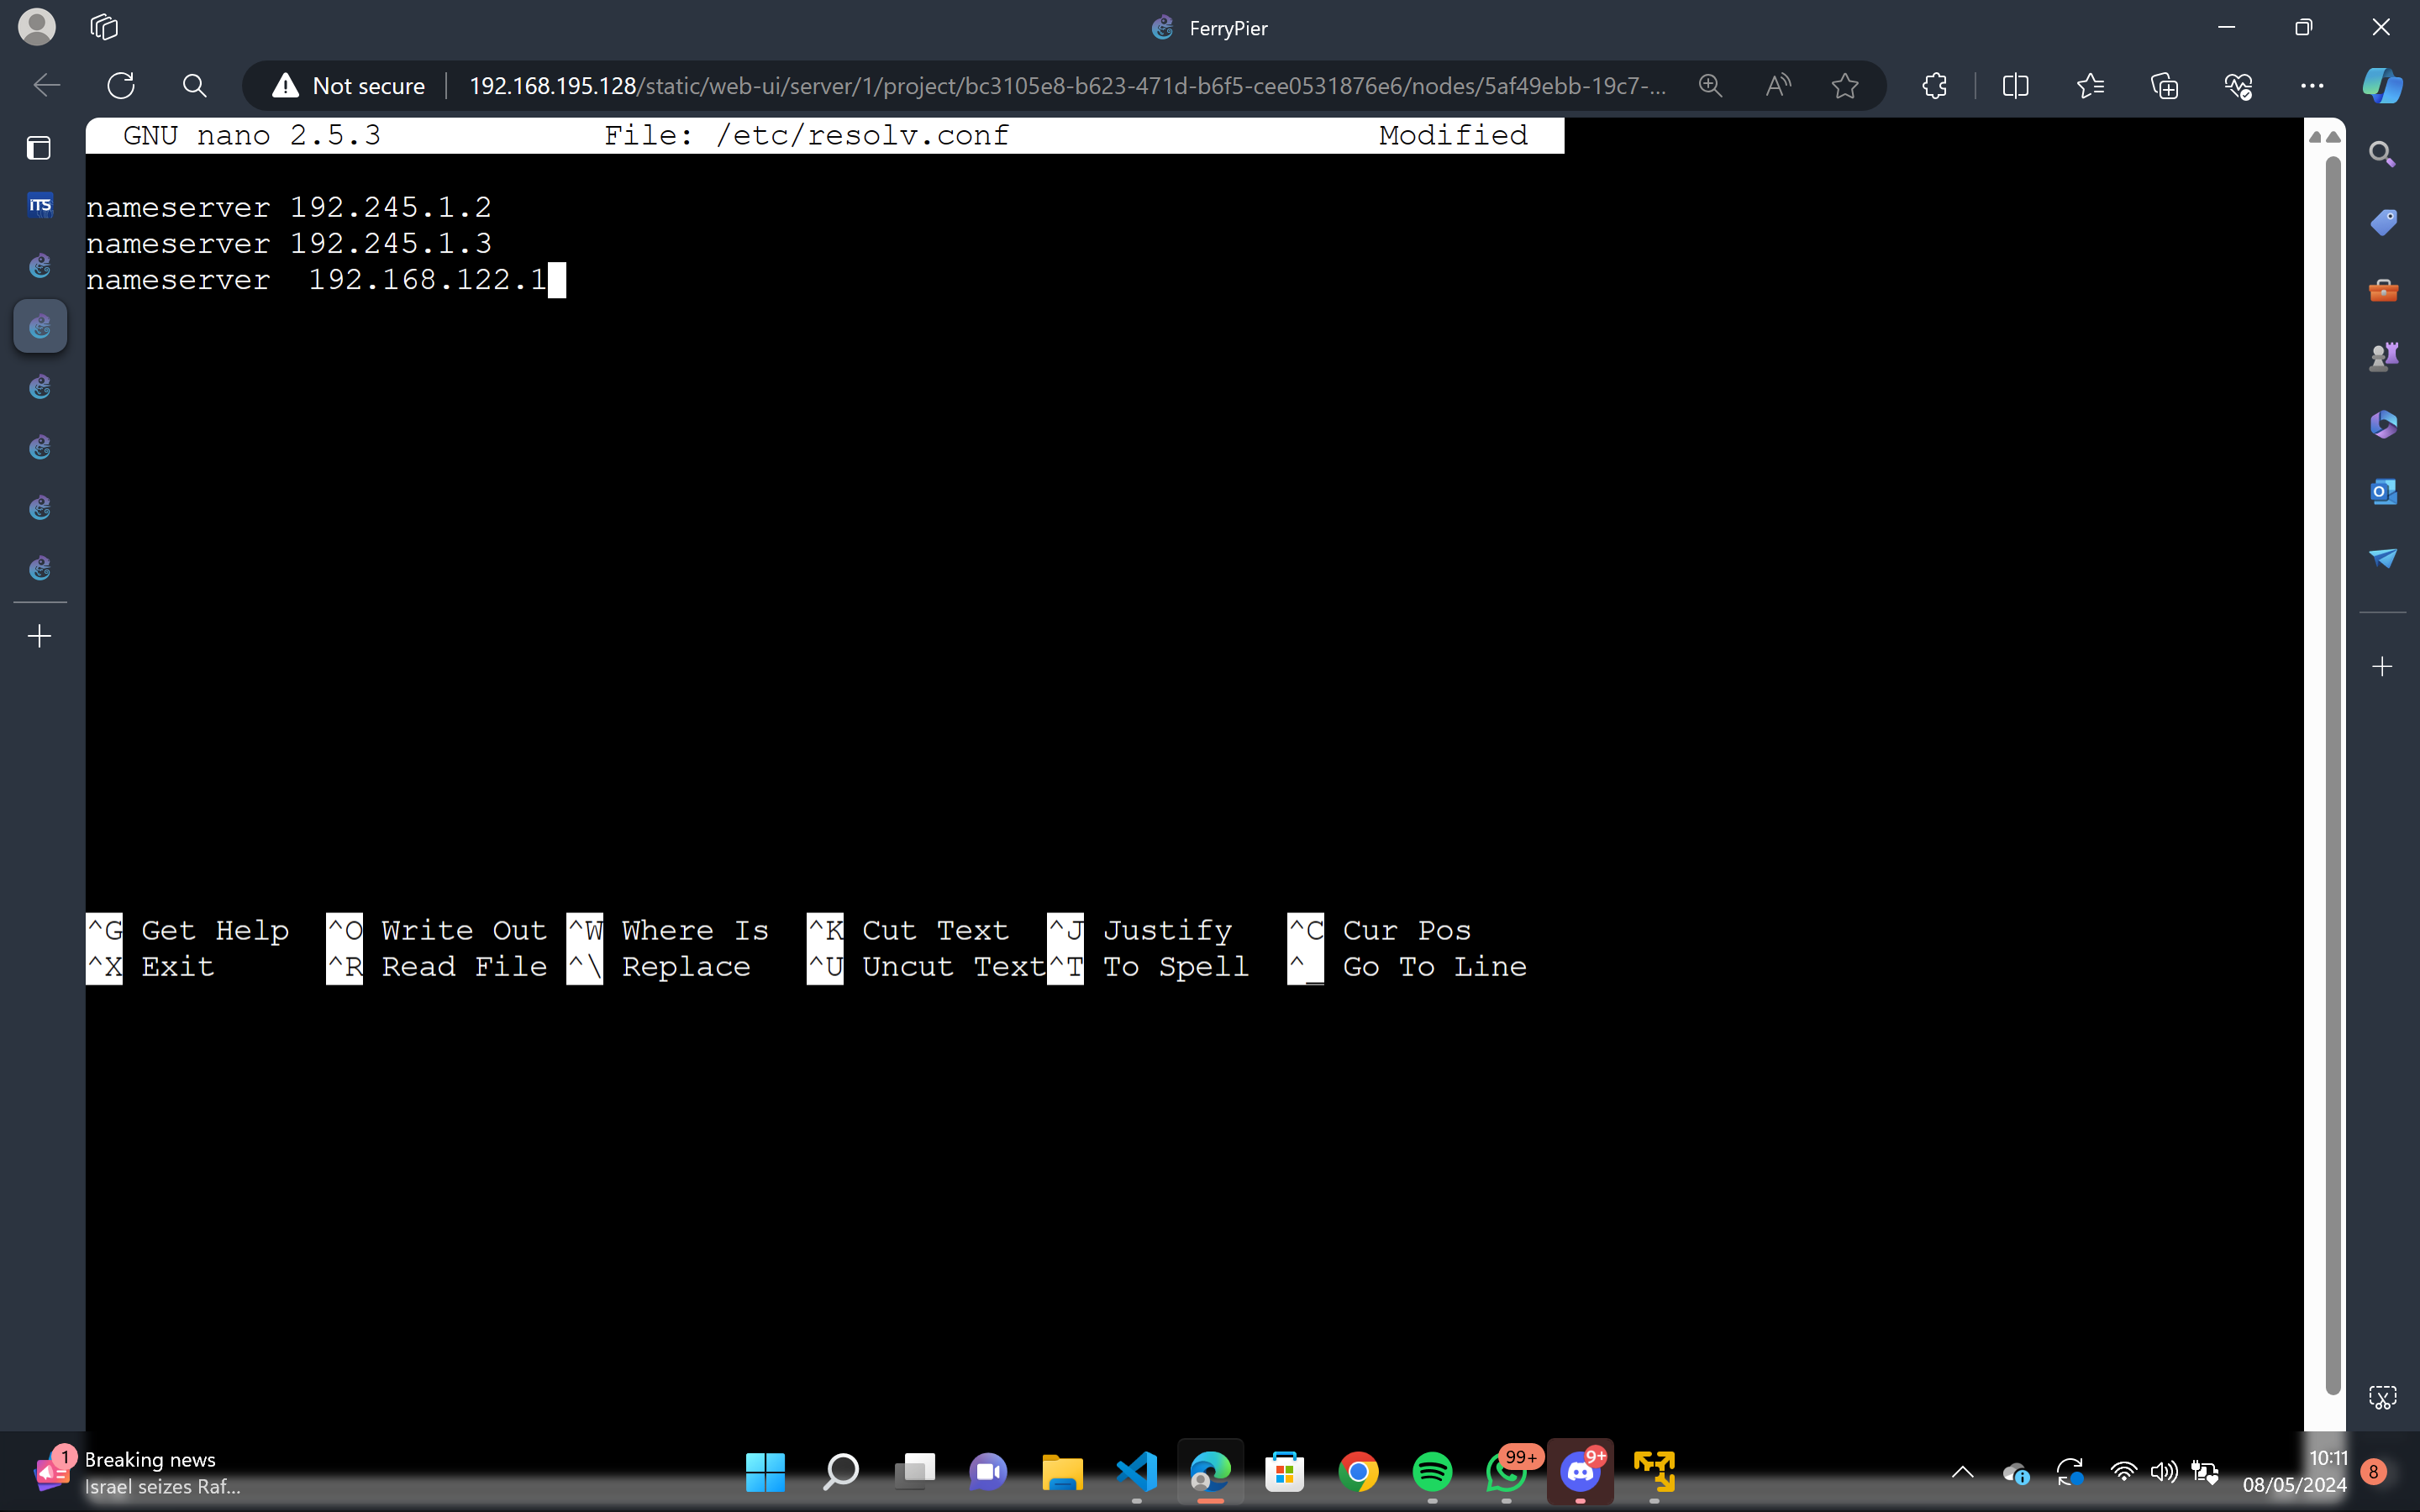 FerryPier
Not secure
192.168.195.128/static/web-ui/server/1/project/bc3105e8-b623-471d-b6f5-cee0531876e6/nodes/5af49ebb-19c7-...
GNU nano 2.5.3 File: /etc/resolv.conf Modified
nameserver 192.245.1.2
nameserver 192.245.1.3
nameserver  192.168.122.1
^G Get Help ^O Write Out ^W Where Is ^K Cut Text ^J Justify ^C Cur Pos
^X Exit ^R Read File ^\ Replace ^U Uncut Text ^T To Spell ^_ Go To Line
iTS
1
Breaking news
Israel seizes Raf...
99+
9+
10:11
08/05/2024
8